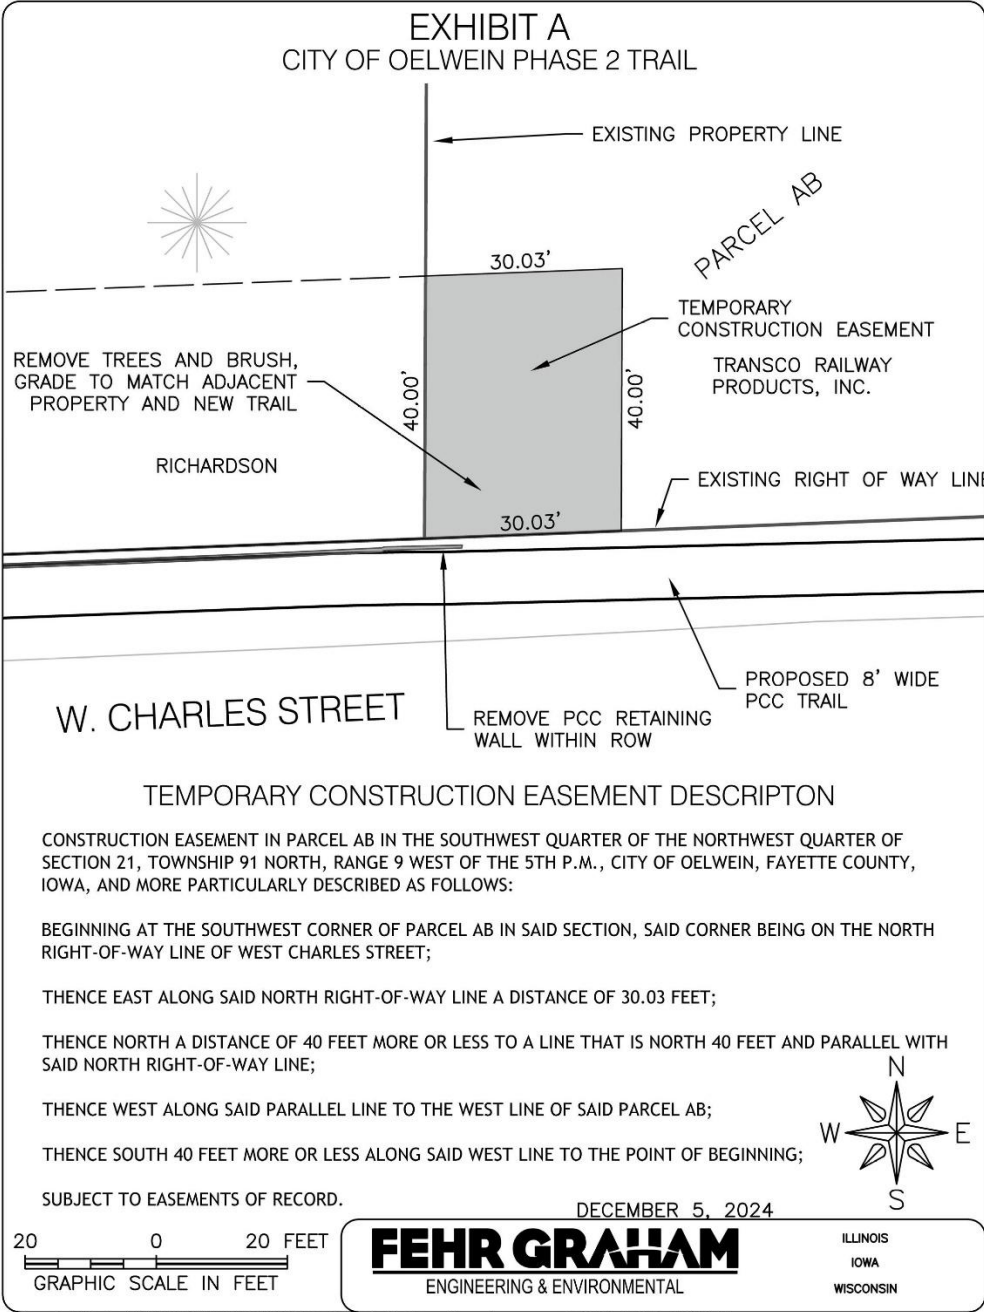 EXHIBIT A
CITY OF OELWEIN PHASE 2 TRAIL
EXISTING PROPERTY LINE
PARCEL AB
30.03'
TEMPORARY
CONSTRUCTION EASEMENT
TRANSCO RAILWAY
PRODUCTS, INC.
REMOVE TREES AND BRUSH,
GRADE TO MATCH ADJACENT
PROPERTY AND NEW TRAIL
40.00'
40.00'
RICHARDSON
EXISTING RIGHT OF WAY LINE
30.03'
PROPOSED 8' WIDE
PCC TRAIL
W. CHARLES STREET
REMOVE PCC RETAINING
WALL WITHIN ROW
TEMPORARY CONSTRUCTION EASEMENT DESCRIPTON
CONSTRUCTION EASEMENT IN PARCEL AB IN THE SOUTHWEST QUARTER OF THE NORTHWEST QUARTER OF
SECTION 21, TOWNSHIP 91 NORTH, RANGE 9 WEST OF THE 5TH P.M., CITY OF OELWEIN, FAYETTE COUNTY,
IOWA, AND MORE PARTICULARLY DESCRIBED AS FOLLOWS:
BEGINNING AT THE SOUTHWEST CORNER OF PARCEL AB IN SAID SECTION, SAID CORNER BEING ON THE NORTH
RIGHT-OF-WAY LINE OF WEST CHARLES STREET;
THENCE EAST ALONG SAID NORTH RIGHT-OF-WAY LINE A DISTANCE OF 30.03 FEET;
THENCE NORTH A DISTANCE OF 40 FEET MORE OR LESS TO A LINE THAT IS NORTH 40 FEET AND PARALLEL WITH
SAID NORTH RIGHT-OF-WAY LINE;
THENCE WEST ALONG SAID PARALLEL LINE TO THE WEST LINE OF SAID PARCEL AB;
THENCE SOUTH 40 FEET MORE OR LESS ALONG SAID WEST LINE TO THE POINT OF BEGINNING;
SUBJECT TO EASEMENTS OF RECORD.
N
W E
S
DECEMBER 5, 2024
20 0 20 FEET
GRAPHIC SCALE IN FEET
FEHR GRAHAM
ENGINEERING & ENVIRONMENTAL
ILLINOIS
IOWA
WISCONSIN